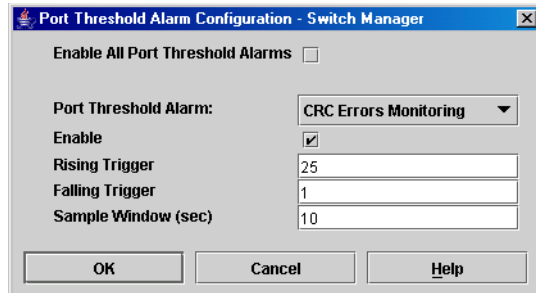 Port Threshold Alarm Configuration - Switch Manager
Enable All Port Threshold Alarms
Port Threshold Alarm: CRC Errors Monitoring
Enable
Rising Trigger 25
Falling Trigger 1
Sample Window (sec) 10
OK Cancel Help